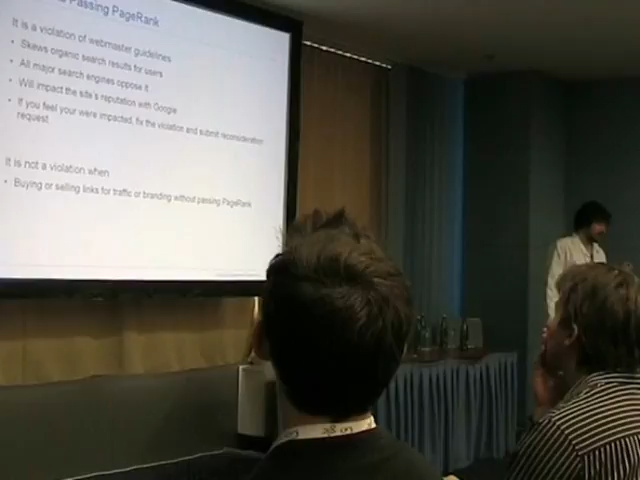 Passing PageRank
It is a violation of webmaster guidelines
• Skews organic search results for users
• All major search engines oppose it
• Will impact the site's reputation with Google
• If you feel your were impacted, fix the violation and submit reconsideration
request
It is not a violation when
• Buying or selling links for traffic or branding without passing PageRank